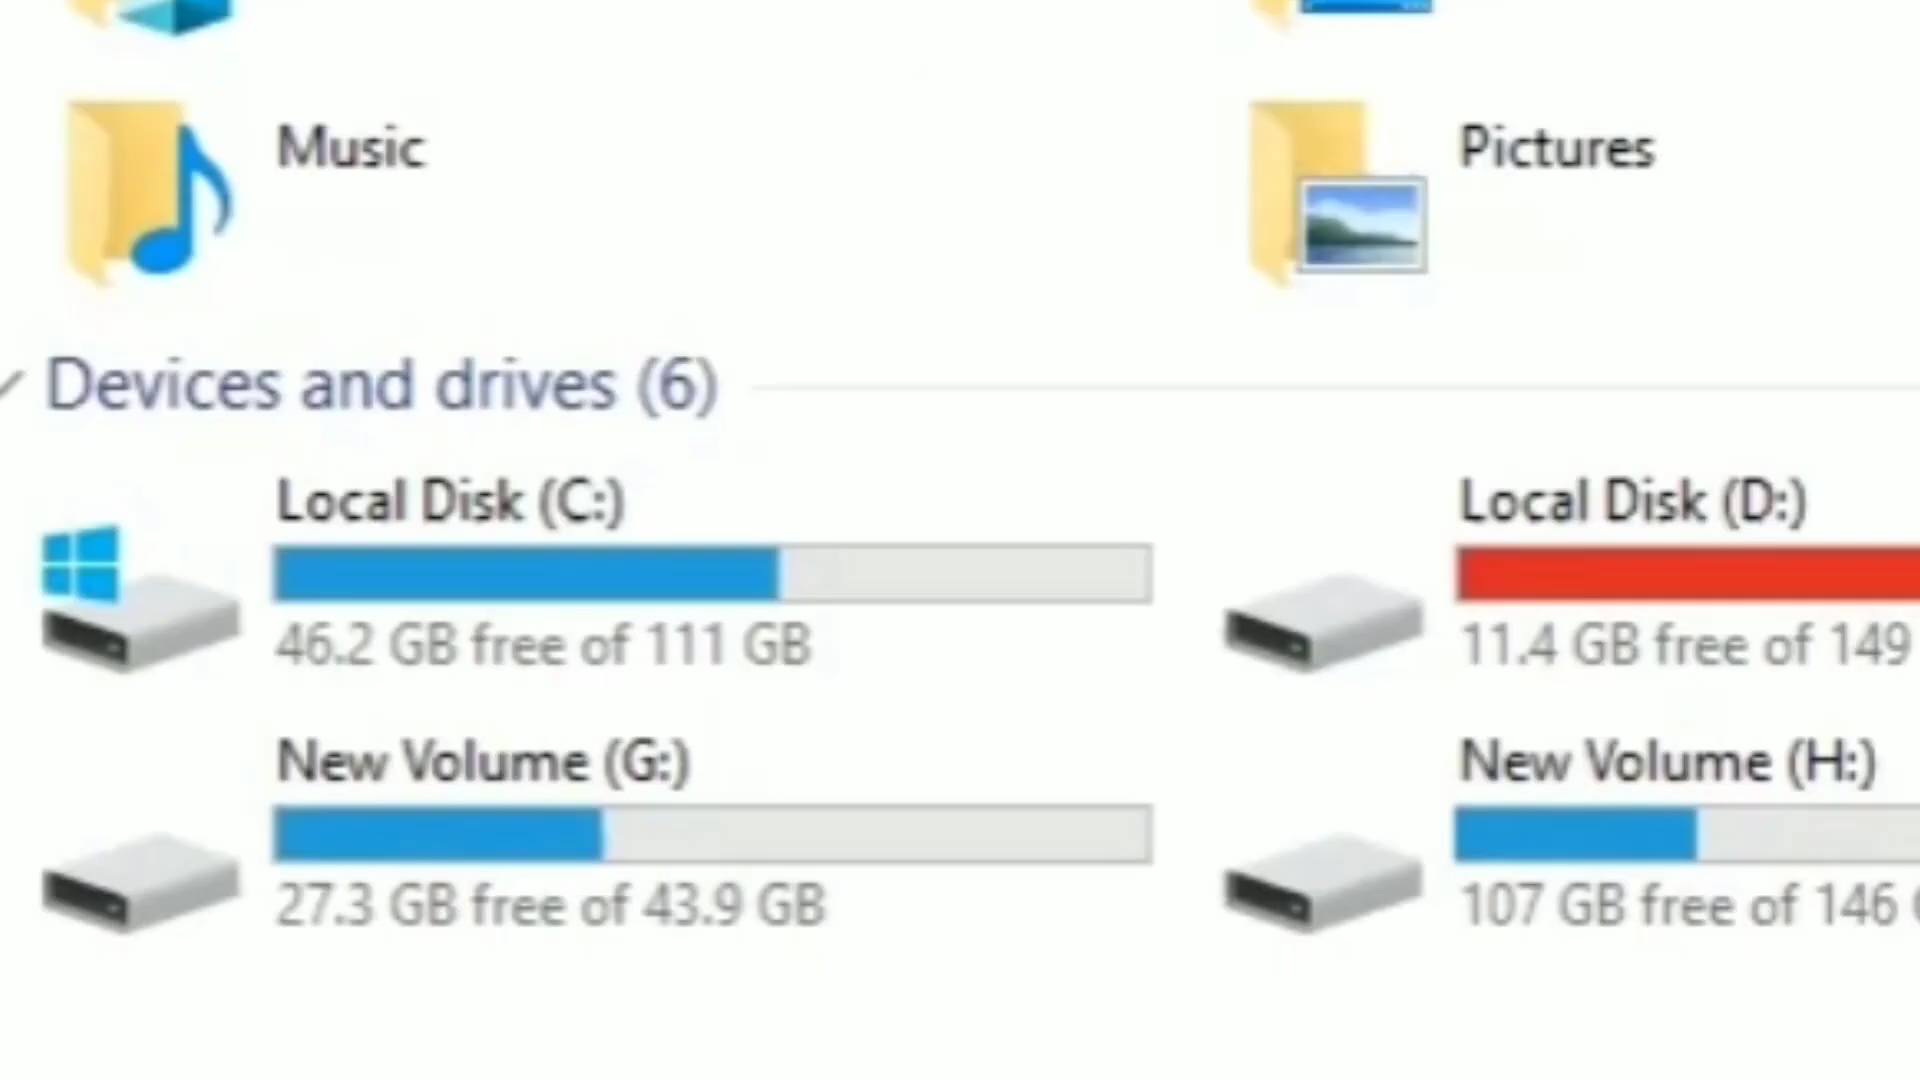 Music
Pictures
Devices and drives (6)
Local Disk (C:)
46.2 GB free of 111 GB
Local Disk (D:)
11.4 GB free of 149
New Volume (G:)
27.3 GB free of 43.9 GB
New Volume (H:)
107 GB free of 146